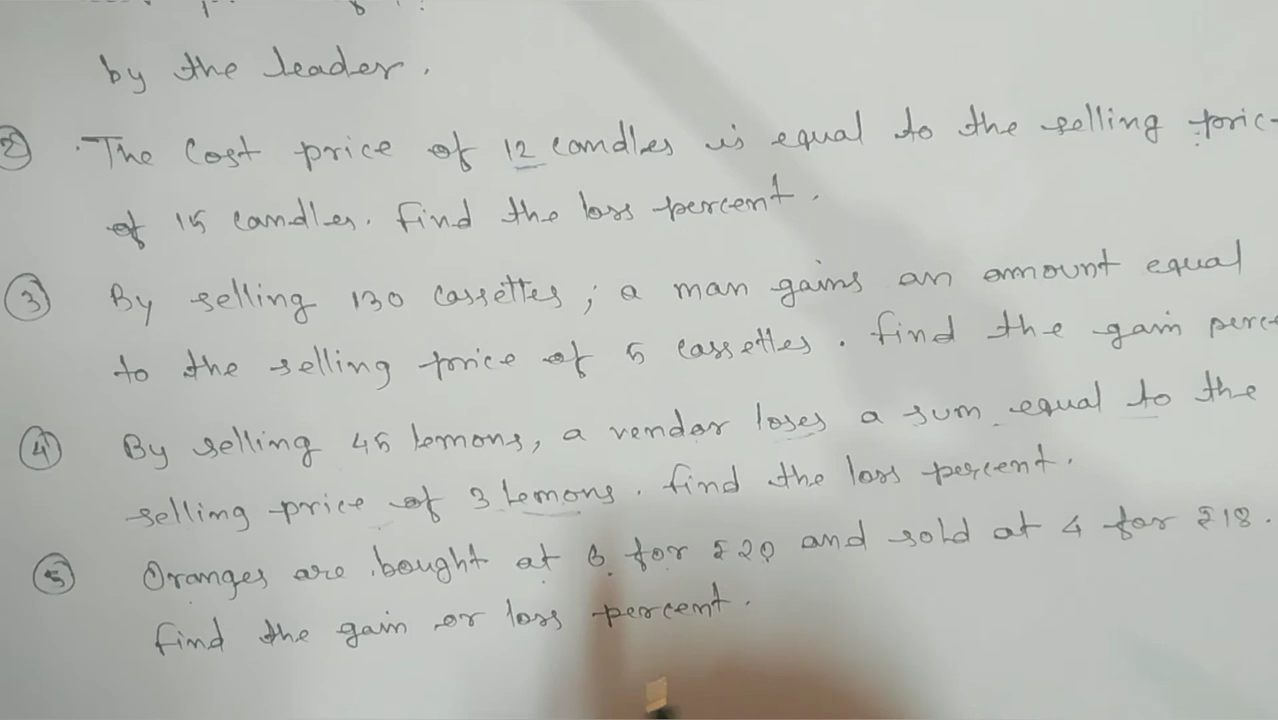 by the leader.
② The Cost price of 12 candles is equal to the selling pric
of 15 candles. find the loss percent.
③ By selling 130 cassettes, a man gains an amount equal
to the selling price of 5 cassettes. find the gain perce
④ By selling 45 lemons, a vendor loses a sum equal to the
selling price of 3 lemons. find the loss percent.
⑤ Oranges are bought at 6 for ₹20 and sold at 4 for ₹18.
find the gain or loss percent.